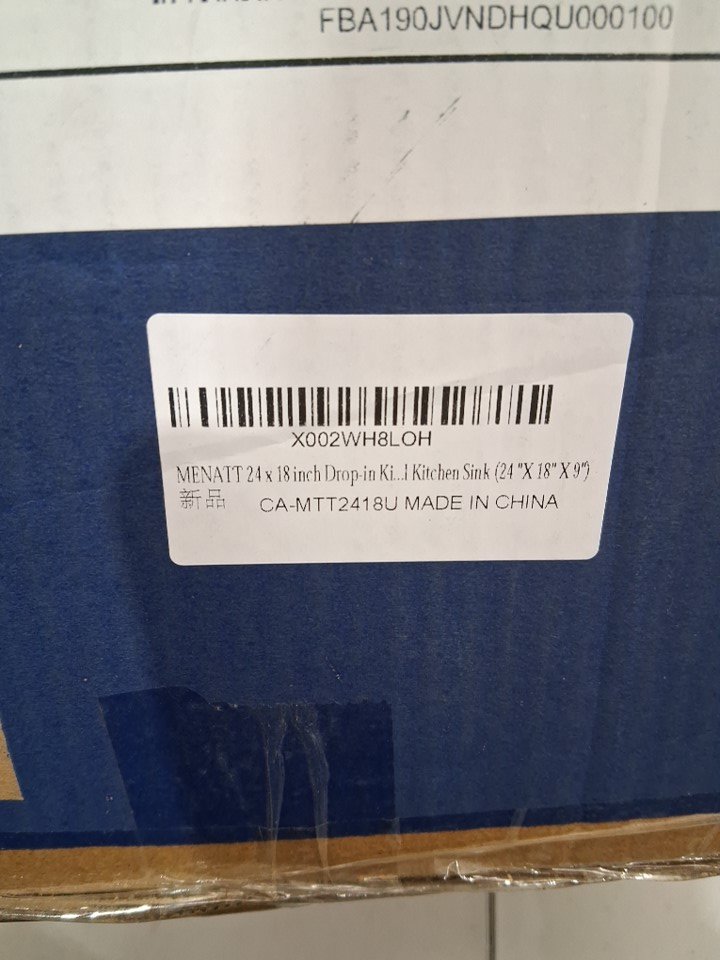 FBA190JVNDHQU000100
X002WH8LOH
MENATT 24 x 18 inch Drop-in Ki...l Kitchen Sink (24 "X 18" X 9")
新品 CA-MTT2418U MADE IN CHINA